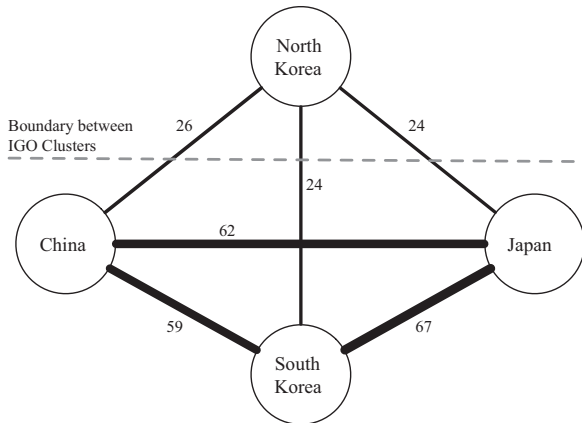 North
Korea
26
24
Boundary between
IGO Clusters
24
China
62
Japan
59
67
South
Korea